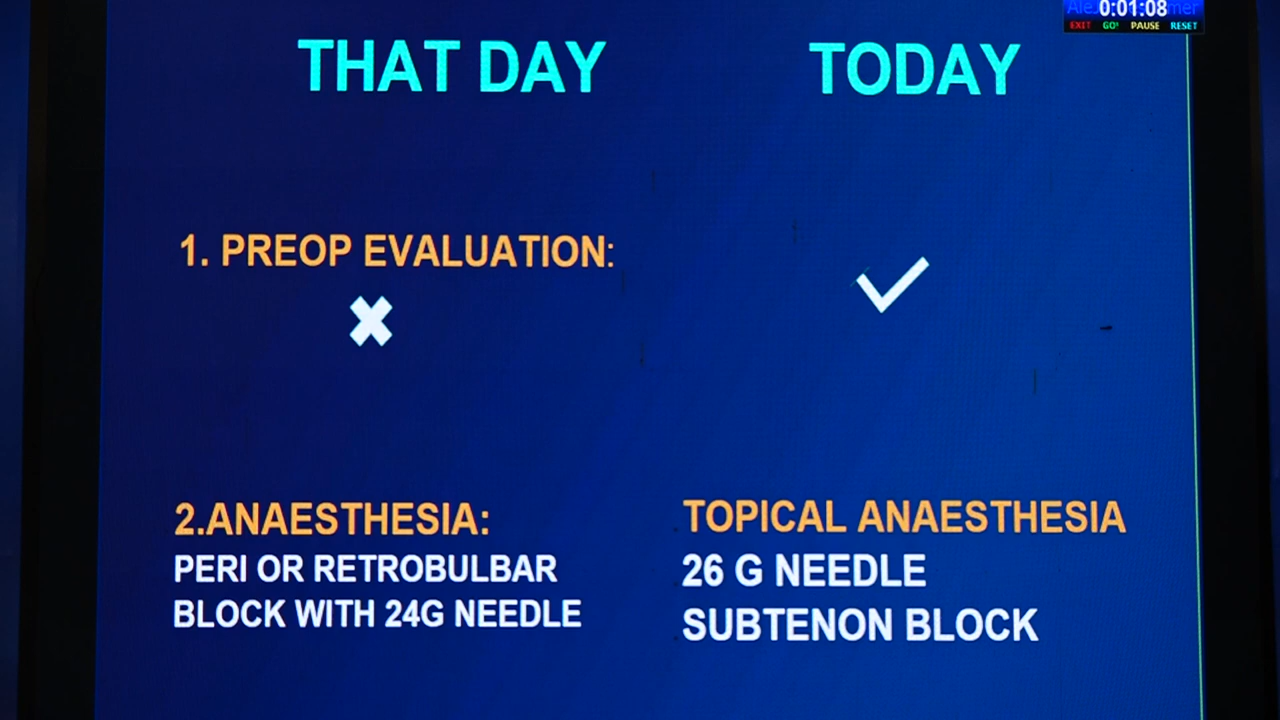 0:01:08
EXIT GO! PAUSE RESET
THAT DAY
TODAY
1. PREOP EVALUATION:
2.ANAESTHESIA:
PERI OR RETROBULBAR
BLOCK WITH 24G NEEDLE
TOPICAL ANAESTHESIA
26 G NEEDLE
SUBTENON BLOCK